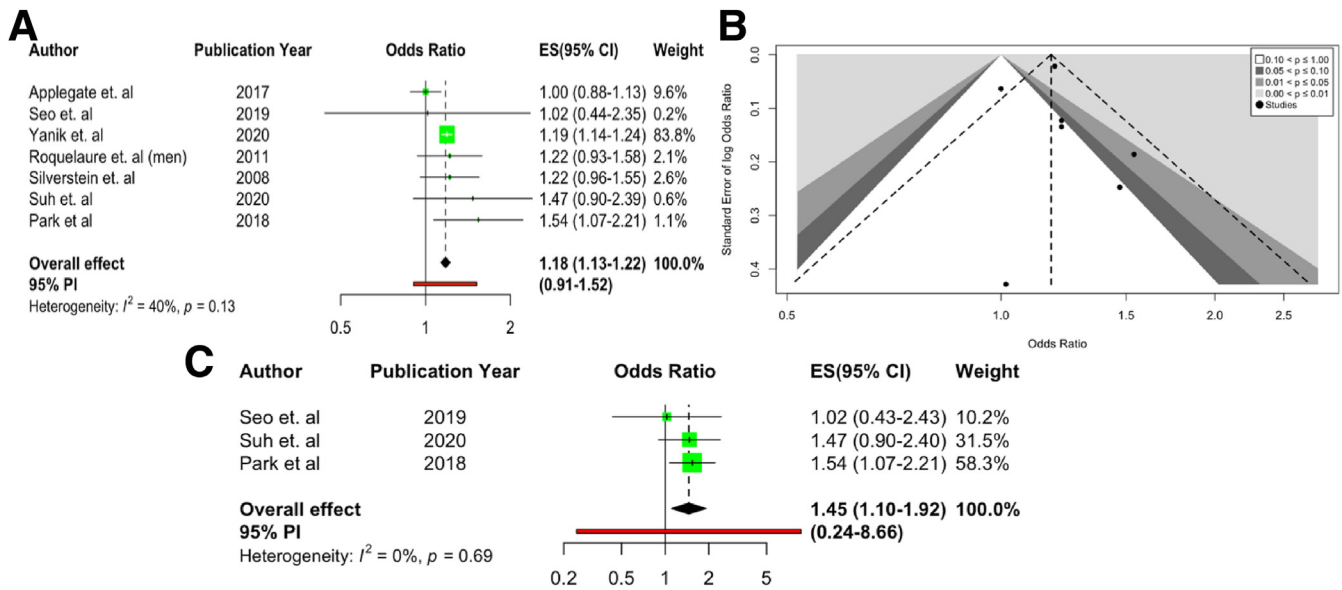 A
Author Publication Year Odds Ratio ES(95% CI) Weight
Applegate et. al 2017 1.00 (0.88-1.13) 9.6%
Seo et. al 2019 1.02 (0.44-2.35) 0.2%
Yanik et. al 2020 1.19 (1.14-1.24) 83.8%
Roquelaure et. al (men) 2011 1.22 (0.93-1.58) 2.1%
Silverstein et. al 2008 1.22 (0.96-1.55) 2.6%
Suh et. al 2020 1.47 (0.90-2.39) 0.6%
Park et al 2018 1.54 (1.07-2.21) 1.1%
Overall effect 1.18 (1.13-1.22) 100.0%
95% PI (0.91-1.52)
Heterogeneity: I² = 40%, p = 0.13
0.5 1 2
B
0.10 < p ≤ 1.00
0.05 < p ≤ 0.10
0.01 < p ≤ 0.05
0.00 < p ≤ 0.01
Studies
Standard Error of log Odds Ratio
0.0
0.1
0.2
0.3
0.4
0.5 1.0 1.5 2.0 2.5
Odds Ratio
C
Author Publication Year Odds Ratio ES(95% CI) Weight
Seo et. al 2019 1.02 (0.43-2.43) 10.2%
Suh et. al 2020 1.47 (0.90-2.40) 31.5%
Park et al 2018 1.54 (1.07-2.21) 58.3%
Overall effect 1.45 (1.10-1.92) 100.0%
95% PI (0.24-8.66)
Heterogeneity: I² = 0%, p = 0.69
0.2 0.5 1 2 5